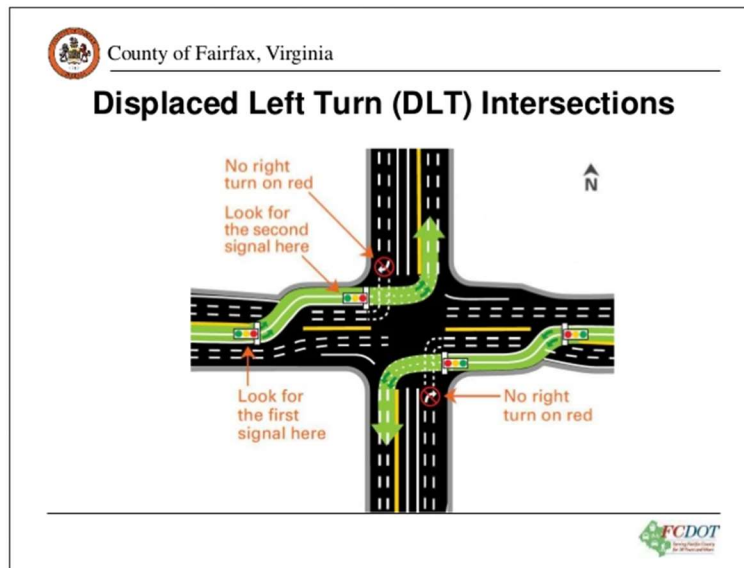 County of Fairfax, Virginia
Displaced Left Turn (DLT) Intersections
No right
turn on red
Look for
the second
signal here
N
Look for
the first
signal here
No right
turn on red
FCDOT